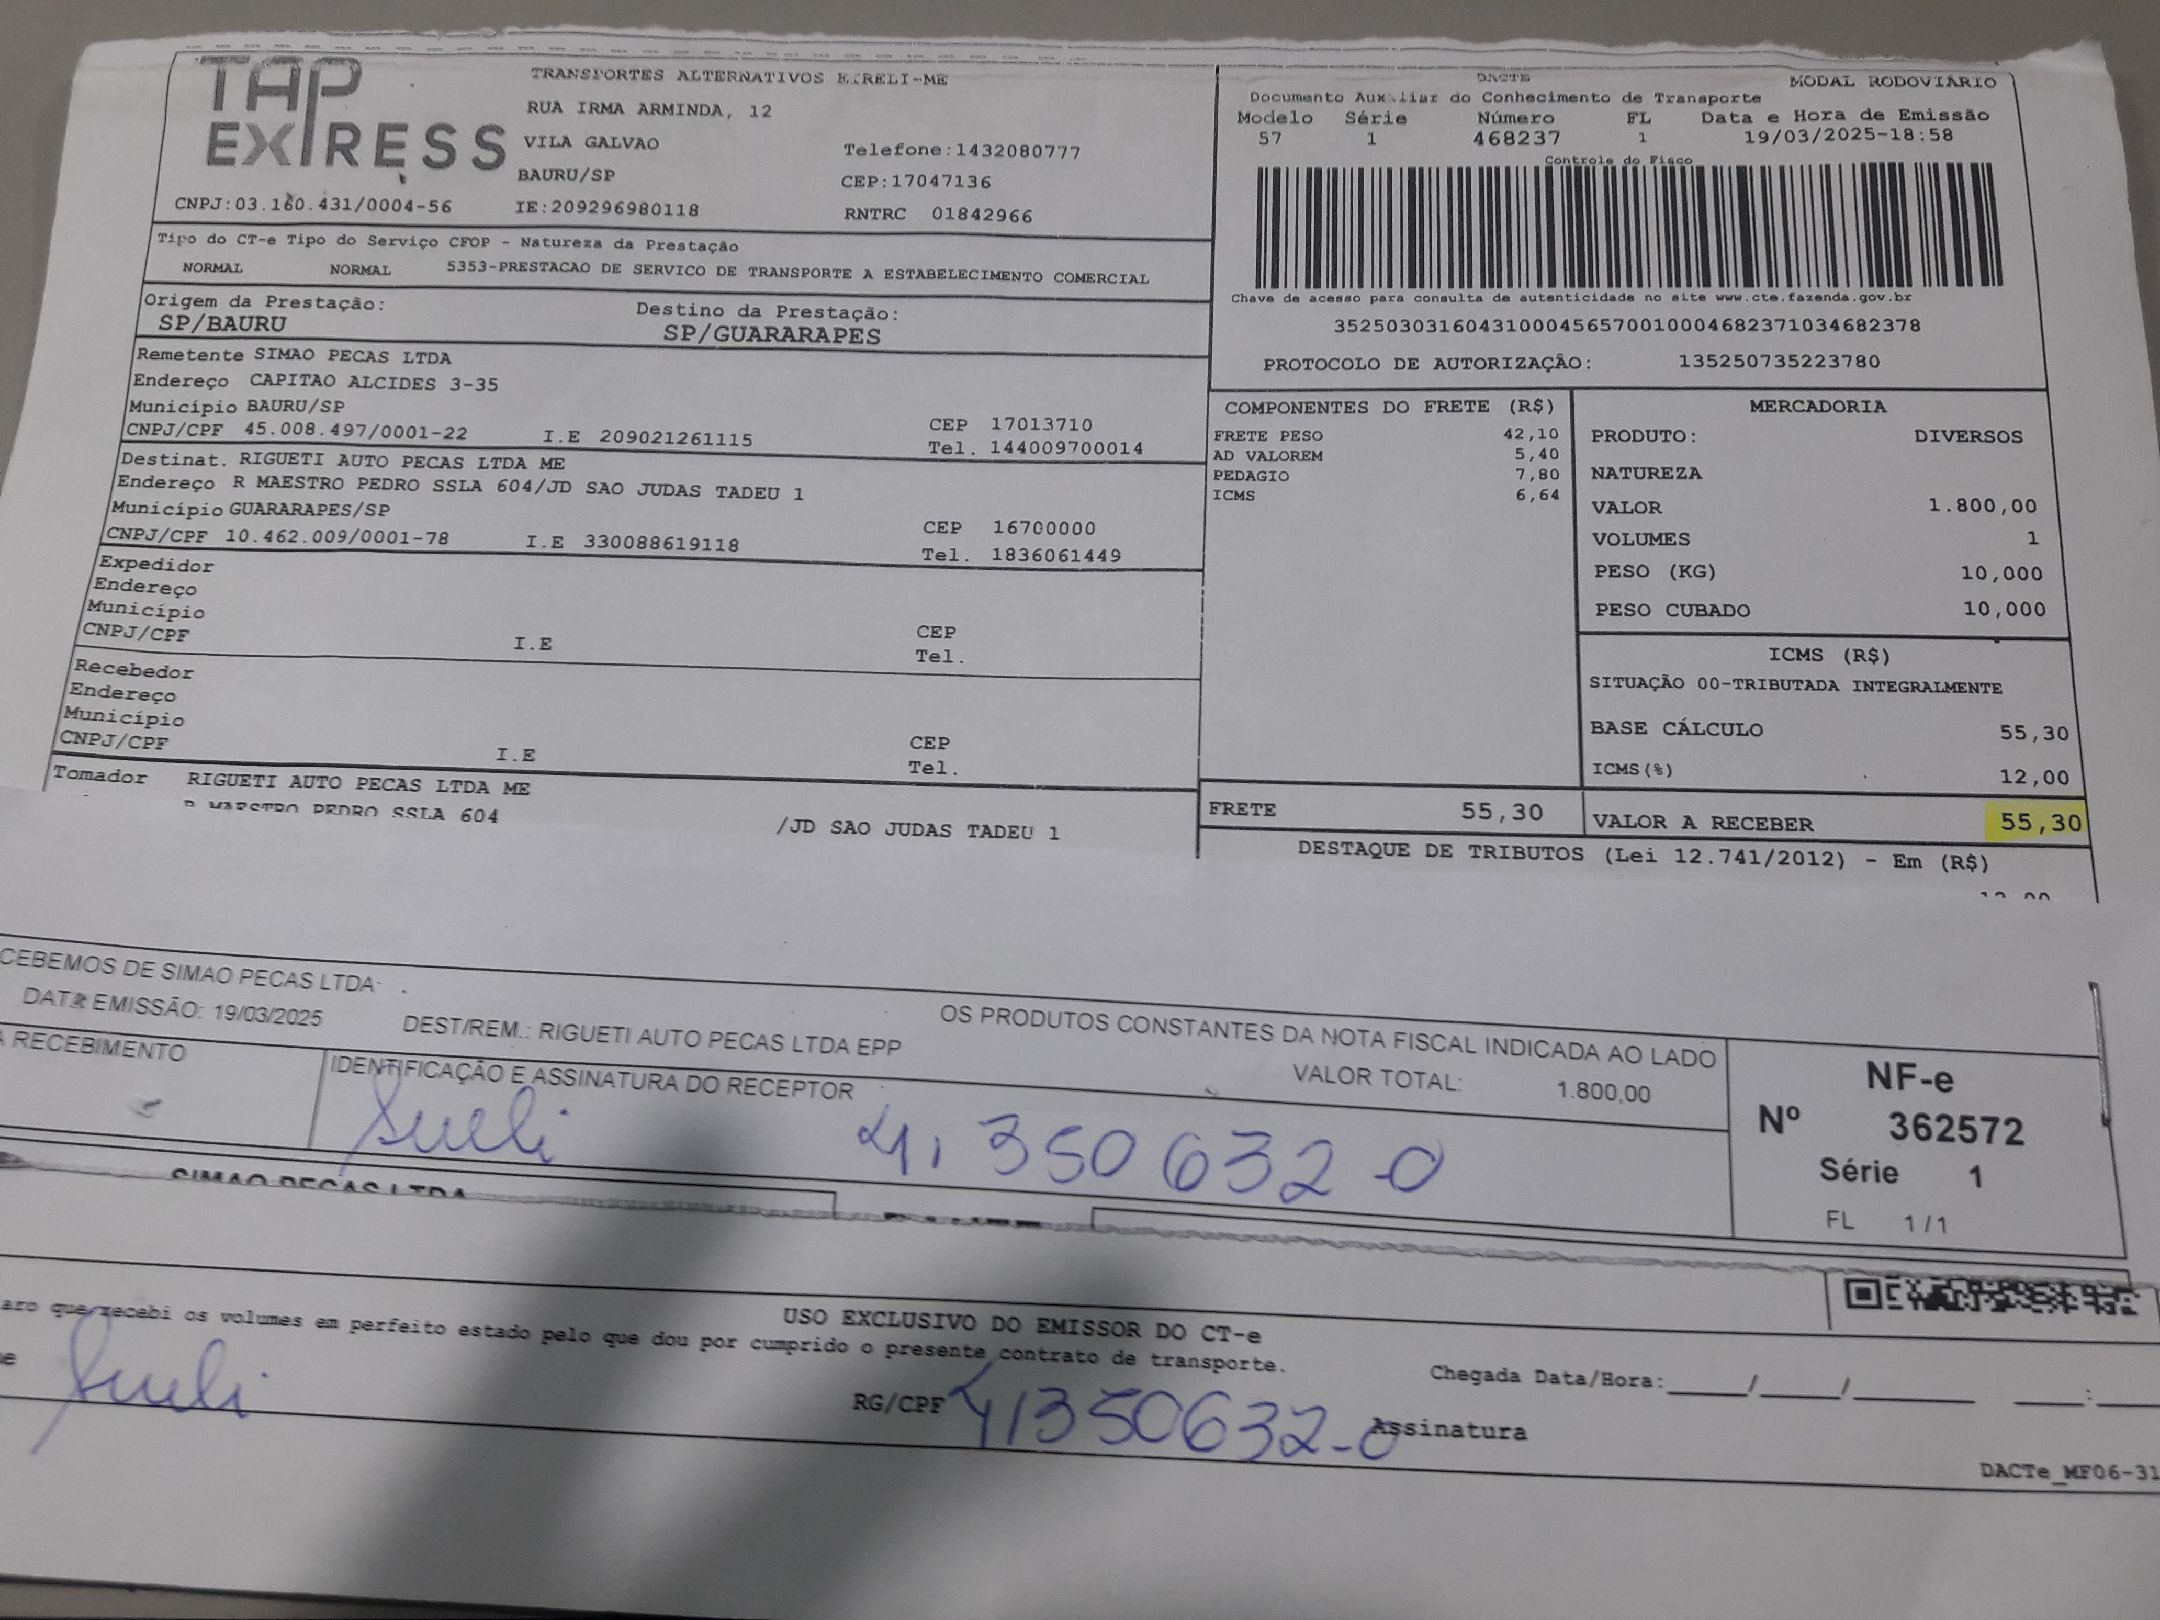 TAP EXPRESS
TRANSPORTES ALTERNATIVOS EIRELI-ME
RUA IRMA ARMINDA, 12
VILA GALVAO
Telefone:1432080777
BAURU/SP
CEP:17047136
CNPJ:03.160.431/0004-56
IE:209296980118
RNTRC 01842966
DACTE
MODAL RODOVIÁRIO
Documento Auxiliar do Conhecimento de Transporte
Modelo Série Número FL Data e Hora de Emissão
57 1 468237 1 19/03/2025-18:58
Controle do Fisco
Chave de acesso para consulta de autenticidade no site www.cte.fazenda.gov.br
35250303160431000456570010004682371034682378
PROTOCOLO DE AUTORIZAÇÃO: 135250735223780
Tipo do CT-e Tipo do Serviço CFOP - Natureza da Prestação
NORMAL NORMAL 5353-PRESTACAO DE SERVICO DE TRANSPORTE A ESTABELECIMENTO COMERCIAL
Origem da Prestação: Destino da Prestação:
SP/BAURU SP/GUARARAPES
Remetente SIMAO PECAS LTDA
Endereço CAPITAO ALCIDES 3-35
Município BAURU/SP CEP 17013710
CNPJ/CPF 45.008.497/0001-22 I.E 209021261115 Tel. 144009700014
Destinat. RIGUETI AUTO PECAS LTDA ME
Endereço R MAESTRO PEDRO SSLA 604/JD SAO JUDAS TADEU 1
Município GUARARAPES/SP CEP 16700000
CNPJ/CPF 10.462.009/0001-78 I.E 330088619118 Tel. 1836061449
Expedidor
Endereço
Município CEP
CNPJ/CPF I.E Tel.
Recebedor
Endereço
Município CEP
CNPJ/CPF I.E Tel.
Tomador RIGUETI AUTO PECAS LTDA ME
R MAESTRO PEDRO SSLA 604 /JD SAO JUDAS TADEU 1
COMPONENTES DO FRETE (R$)
FRETE PESO 42,10
AD VALOREM 5,40
PEDAGIO 7,80
ICMS 6,64
FRETE 55,30
MERCADORIA
PRODUTO: DIVERSOS
NATUREZA
VALOR 1.800,00
VOLUMES 1
PESO (KG) 10,000
PESO CUBADO 10,000
ICMS (R$)
SITUAÇÃO 00-TRIBUTADA INTEGRALMENTE
BASE CÁLCULO 55,30
ICMS(%) 12,00
VALOR A RECEBER 55,30
DESTAQUE DE TRIBUTOS (Lei 12.741/2012) - Em (R$)
CEBEMOS DE SIMAO PECAS LTDA
OS PRODUTOS CONSTANTES DA NOTA FISCAL INDICADA AO LADO
DATA EMISSÃO: 19/03/2025 DEST/REM.: RIGUETI AUTO PECAS LTDA EPP VALOR TOTAL: 1.800,00
A RECEBIMENTO IDENTIFICAÇÃO E ASSINATURA DO RECEPTOR
Sueli 41350632-0
NF-e
Nº 362572
Série 1
FL 1/1
SIMAO PECAS LTDA
USO EXCLUSIVO DO EMISSOR DO CT-e
aro que recebi os volumes em perfeito estado pelo que dou por cumprido o presente contrato de transporte.
Chegada Data/Hora:_____/_____/_______ ____:____
e Sueli RG/CPF 41350632-0 Assinatura
DACTe_MF06-31